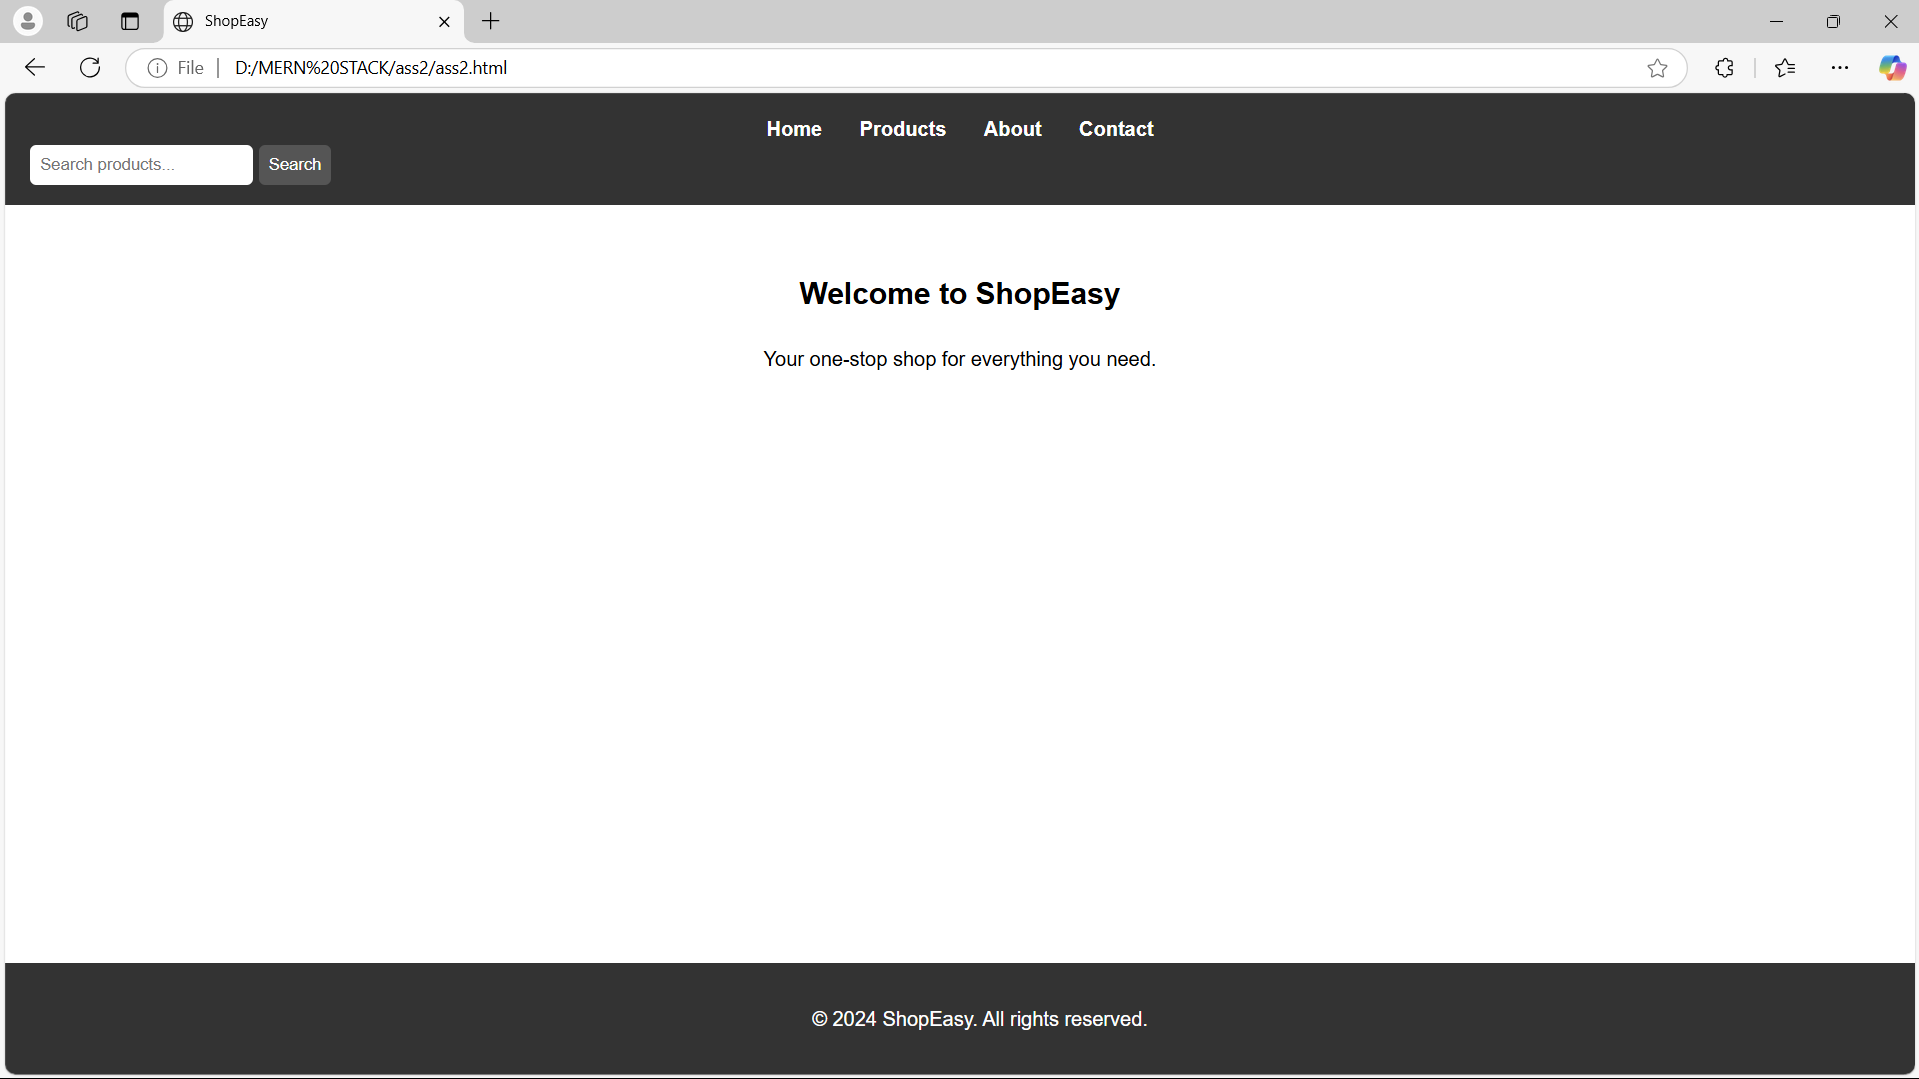 ShopEasy
File D:/MERN%20STACK/ass2/ass2.html
Home Products About Contact
Search products... Search
Welcome to ShopEasy
Your one-stop shop for everything you need.
© 2024 ShopEasy. All rights reserved.